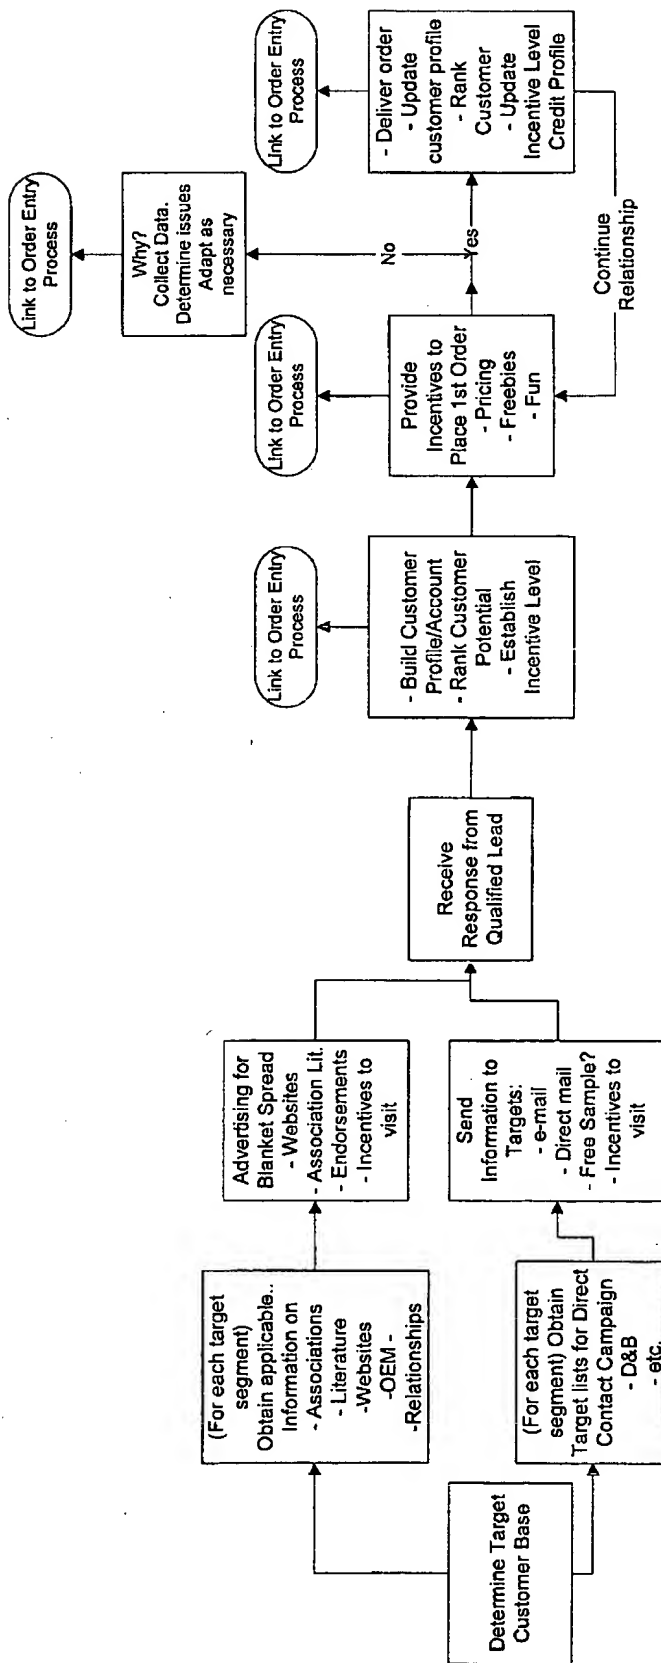 Determine Target
Customer Base
(For each target
segment)
Obtain applicable..
Information on
- Associations
- Literature
-Websites
-OEM -
-Relationships
(For each target
segment) Obtain
Target lists for Direct
Contact Campaign
- D&B
- etc.
Advertising for
Blanket Spread
- Websites
- Association Lit.
- Endorsements
- Incentives to
visit
Send
Information to
Targets:
- e-mail
- Direct mail
- Free Sample?
- Incentives to
visit
Receive
Response from
Qualified Lead
Link to Order Entry
Process
- Build Customer
Profile/Account
- Rank Customer
Potential
- Establish
Incentive Level
Link to Order Entry
Process
Provide
Incentives to
Place 1st Order
- Pricing
- Freebies
- Fun
Link to Order Entry
Process
Why?
Collect Data.
Determine issues
Adapt as
necessary
No
Yes
Continue
Relationship
Link to Order Entry
Process
- Deliver order
- Update
customer profile
- Rank
Customer
- Update
Incentive Level
Credit Profile